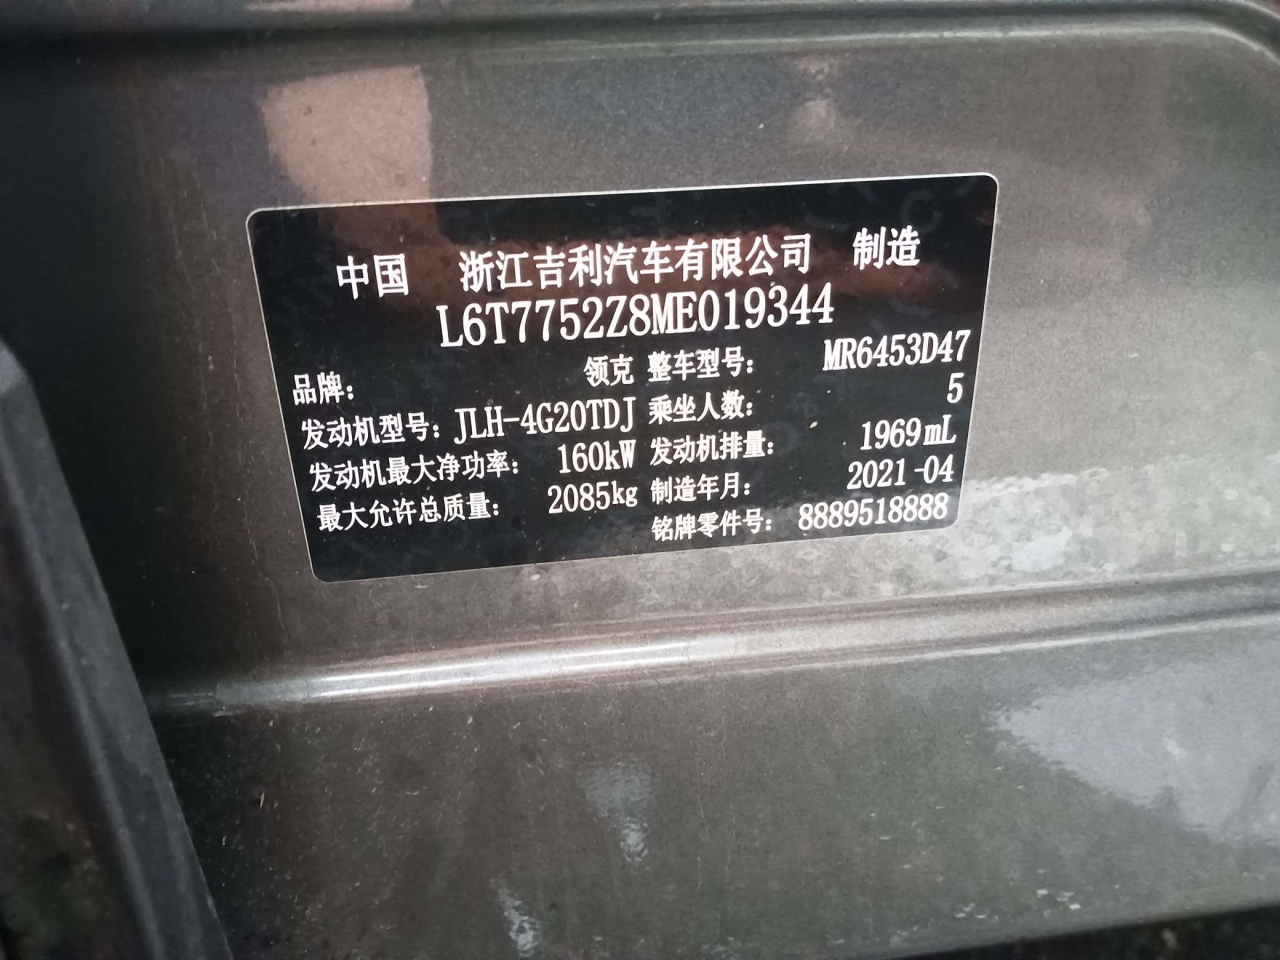 中国 浙江吉利汽车有限公司 制造
L6T7752Z8ME019344
品牌： 领克 整车型号： MR6453D47
发动机型号： JLH-4G20TDJ 乘坐人数： 5
发动机最大净功率： 160kW 发动机排量： 1969mL
最大允许总质量： 2085kg 制造年月： 2021-04
铭牌零件号： 8889518888